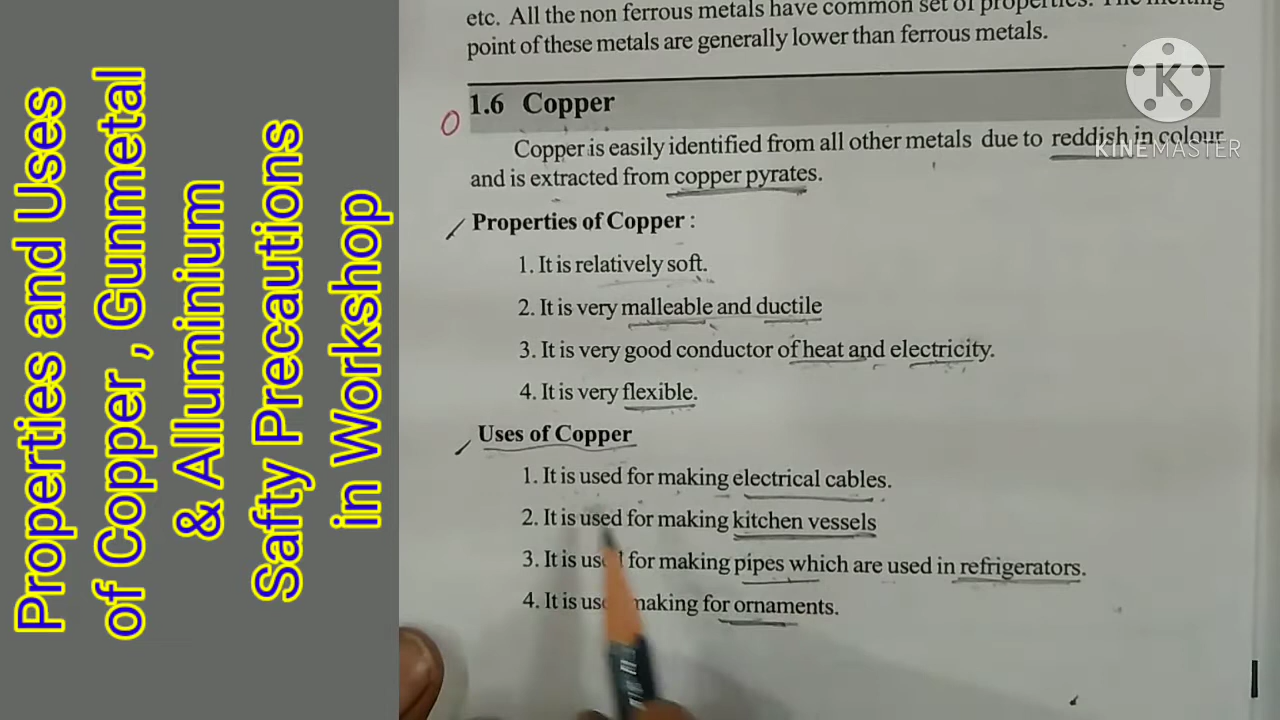 Properties and Uses
of Copper , Gunmetal
& Alluminium
Safty Precautions
in Workshop
etc. All the non ferrous metals have common set of properties. The melting
point of these metals are generally lower than ferrous metals.
K
KINEMASTER
1.6 Copper
Copper is easily identified from all other metals due to reddish in colour
and is extracted from copper pyrates.
Properties of Copper :
1. It is relatively soft.
2. It is very malleable and ductile
3. It is very good conductor of heat and electricity.
4. It is very flexible.
Uses of Copper
1. It is used for making electrical cables.
2. It is used for making kitchen vessels
3. It is used for making pipes which are used in refrigerators.
4. It is used making for ornaments.